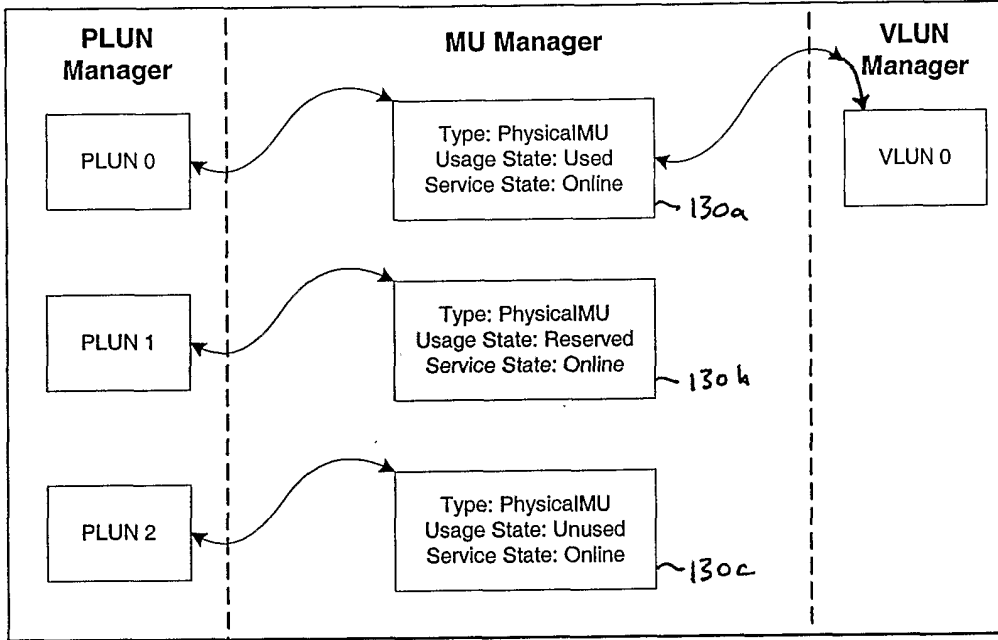 PLUN
Manager
MU Manager
VLUN
Manager
PLUN 0
Type: PhysicalMU
Usage State: Used
Service State: Online
VLUN 0
130a
PLUN 1
Type: PhysicalMU
Usage State: Reserved
Service State: Online
130b
PLUN 2
Type: PhysicalMU
Usage State: Unused
Service State: Online
130c